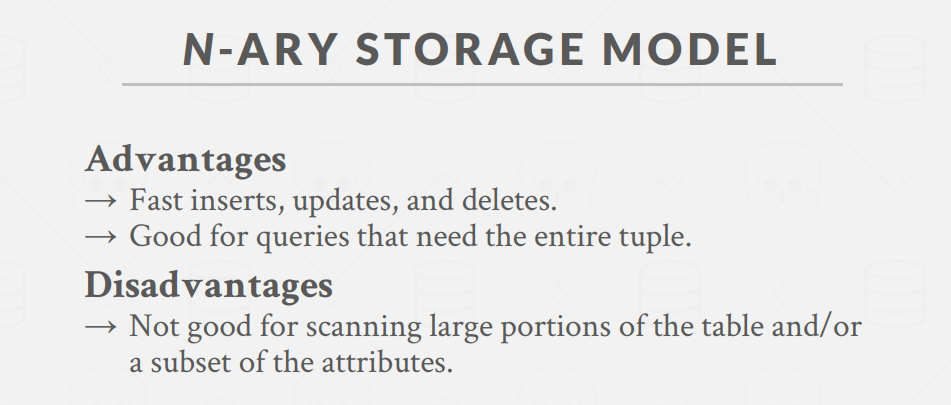 N-ARY STORAGE MODEL
Advantages
→ Fast inserts, updates, and deletes.
→ Good for queries that need the entire tuple.
Disadvantages
→ Not good for scanning large portions of the table and/or
a subset of the attributes.